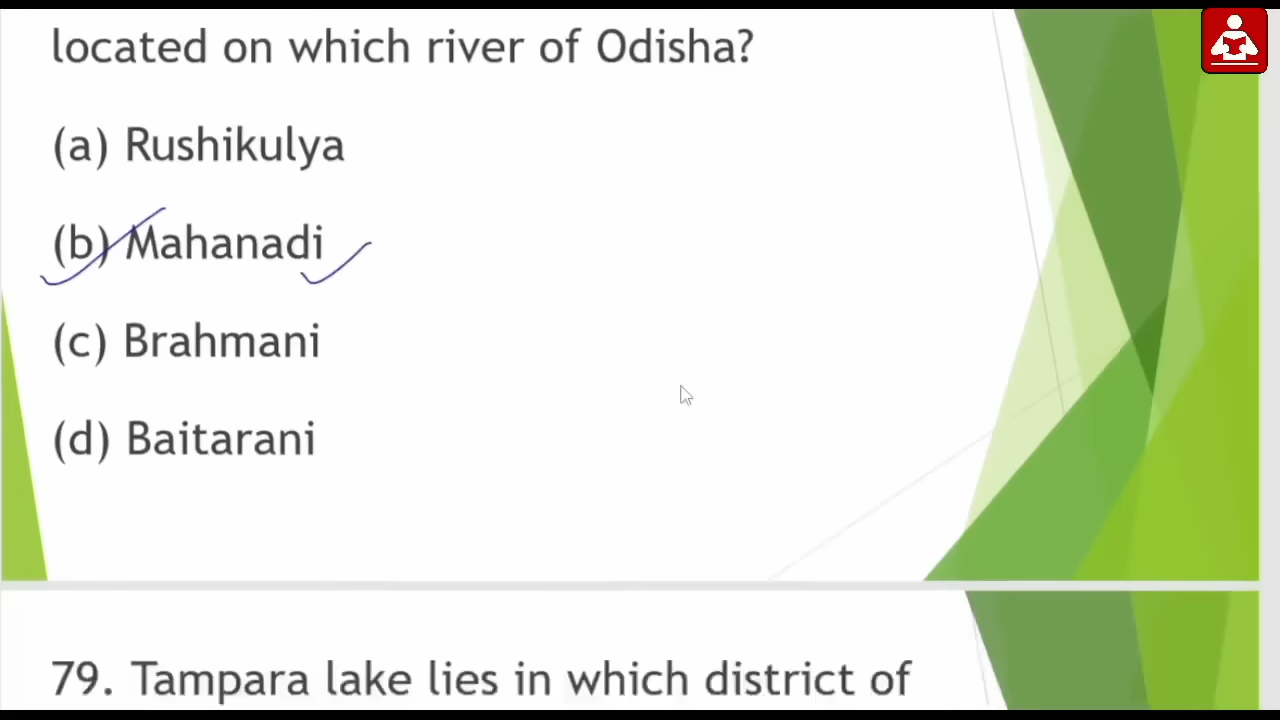 located on which river of Odisha?
(a) Rushikulya
(b) Mahanadi
(c) Brahmani
(d) Baitarani
79. Tampara lake lies in which district of